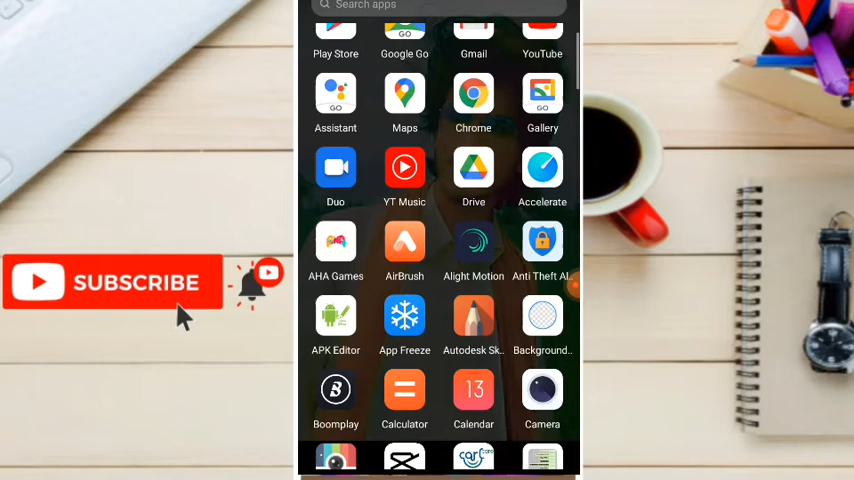 Search apps
Play Store Google Go Gmail YouTube
GO
Assistant Maps Chrome Gallery
GO GO
Duo YT Music Drive Accelerate
AHA Games AirBrush Alight Motion Anti Theft Al..
APK Editor App Freeze Autodesk Sk.. Background..
13
Boomplay Calculator Calendar Camera
SUBSCRIBE